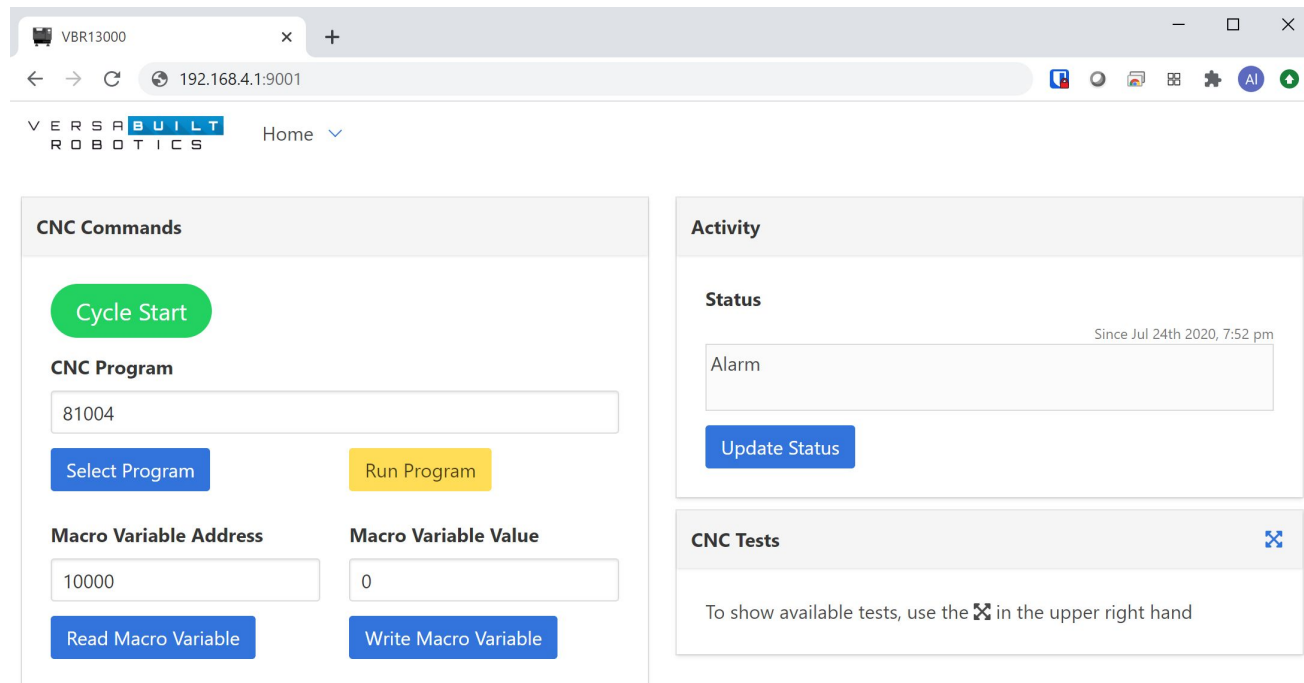 VBR13000
192.168.4.1:9001
AI
VERSABUILT
ROBOTICS
Home
CNC Commands
Cycle Start
CNC Program
81004
Select Program Run Program
Macro Variable Address Macro Variable Value
10000 0
Read Macro Variable Write Macro Variable
Activity
Status
Since Jul 24th 2020, 7:52 pm
Alarm
Update Status
CNC Tests
To show available tests, use the in the upper right hand